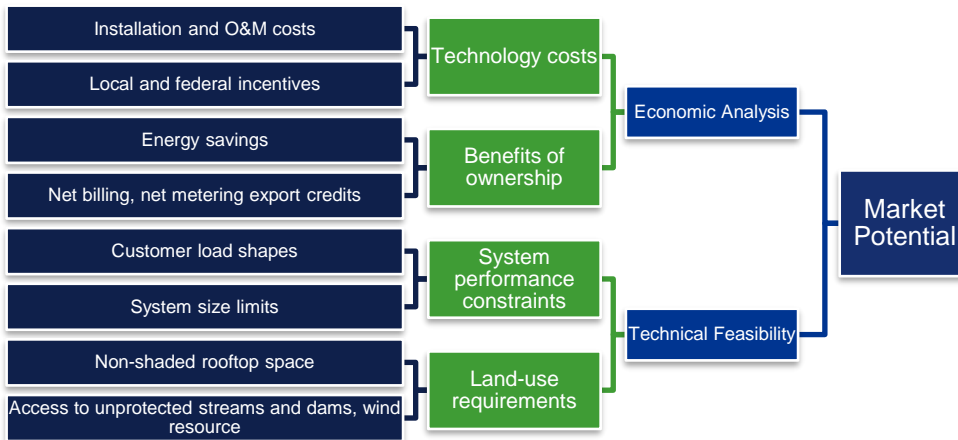 Installation and O&M costs
Local and federal incentives
Energy savings
Net billing, net metering export credits
Customer load shapes
System size limits
Non-shaded rooftop space
Access to unprotected streams and dams, wind
resource
Technology costs
Benefits of
ownership
System
performance
constraints
Land-use
requirements
Economic Analysis
Technical Feasibility
Market
Potential